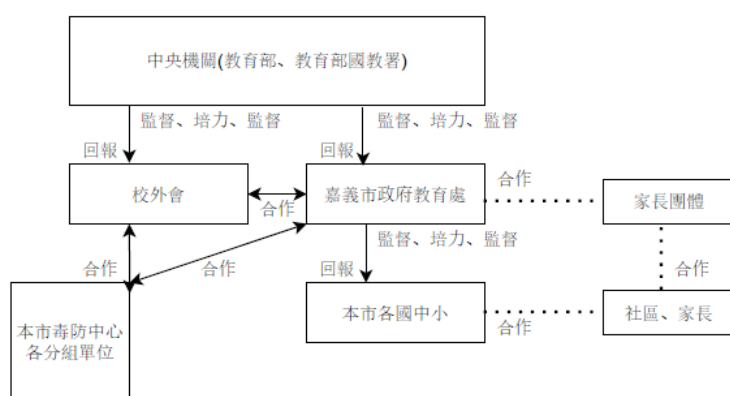 中央機關(教育部、教育部國教署)
監督、培力、監督
監督、培力、監督
回報
回報
校外會
合作
嘉義市政府教育處
合作
家長團體
監督、培力、監督
合作
合作
回報
合作
本市毒防中心
各分組單位
本市各國中小
合作
社區、家長